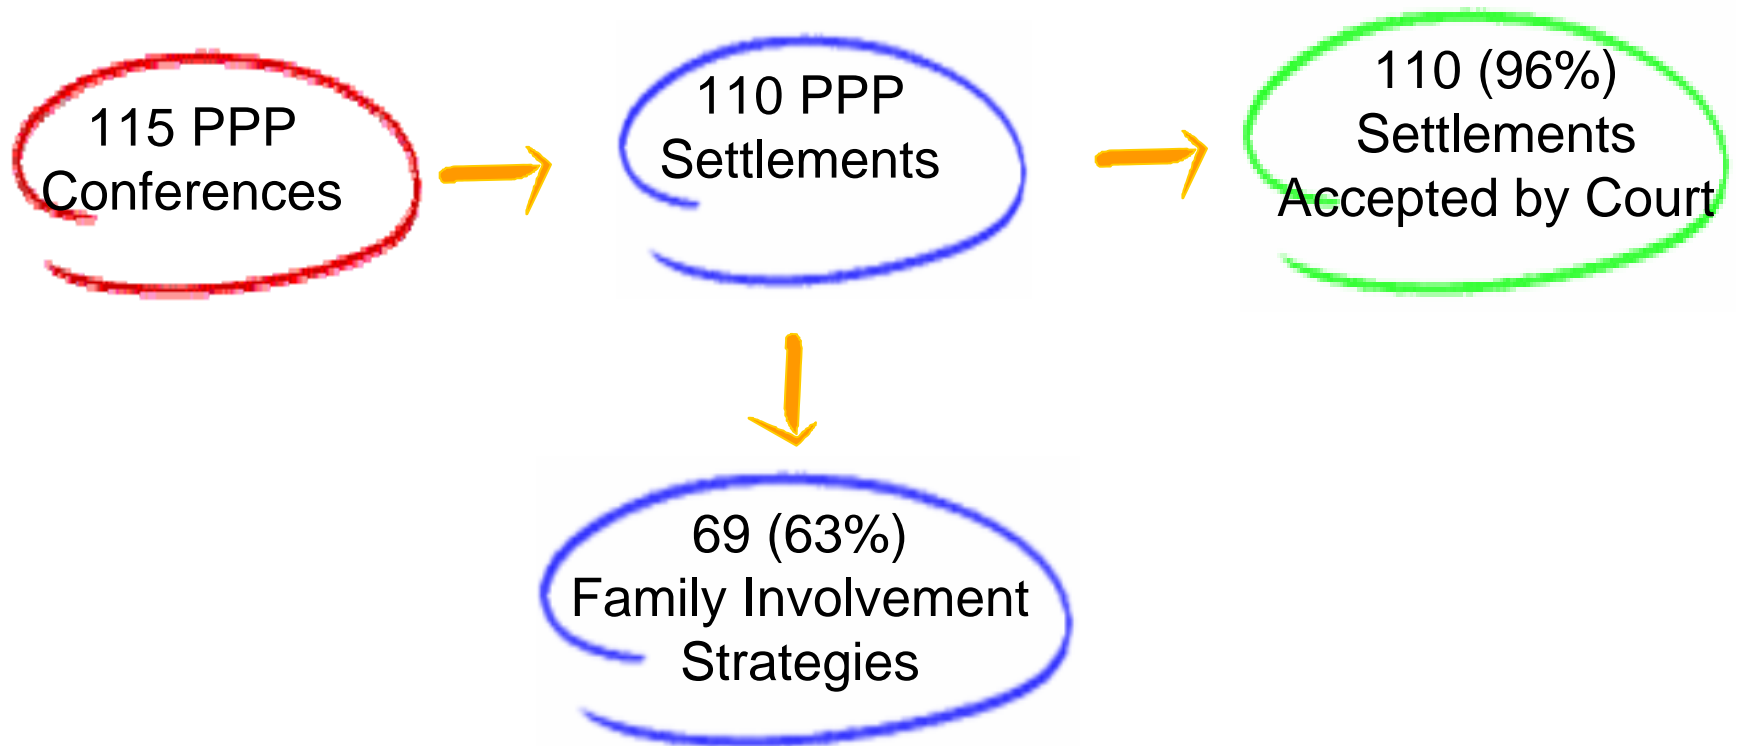 115 PPP
Conferences
110 PPP
Settlements
110 (96%)
Settlements
Accepted by Court
69 (63%)
Family Involvement
Strategies